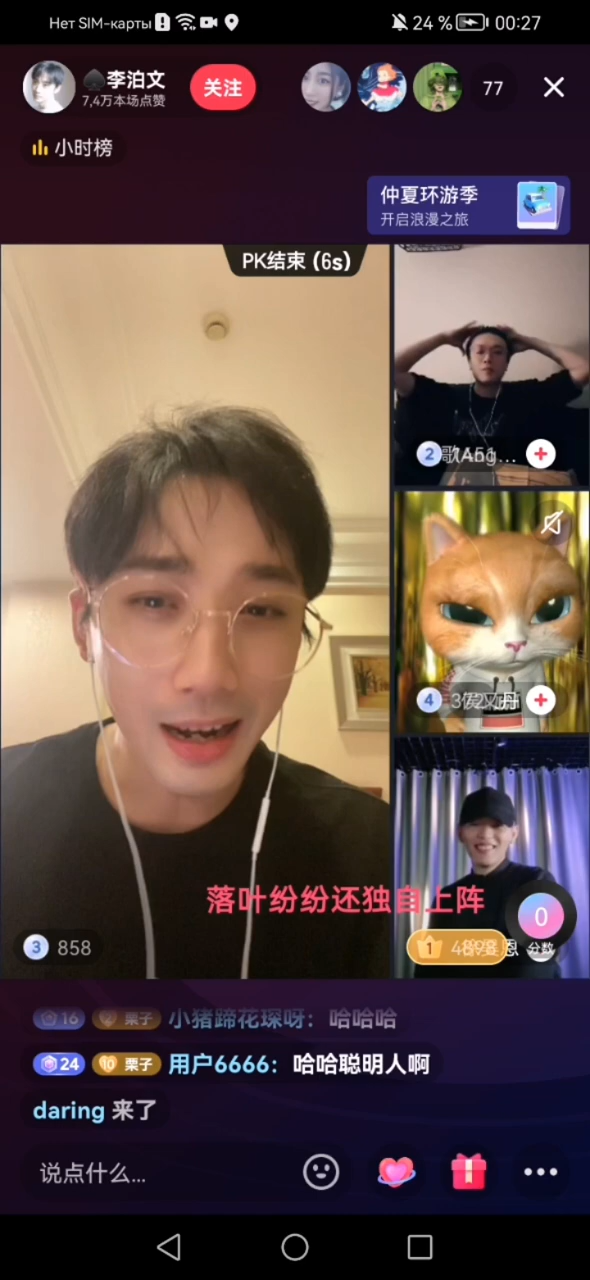 Нет SIM-карты
24 %
00:27
♠李泊文
7,4万本场点赞
关注
77
小时榜
仲夏环游季
开启浪漫之旅
PK结束 (6s)
2
4
3 858
落叶纷纷还独自上阵
1
0
分数
16 栗子 小猪蹄花琛呀：哈哈哈
24 10 栗子 用户6666：哈哈聪明人啊
daring 来了
说点什么...